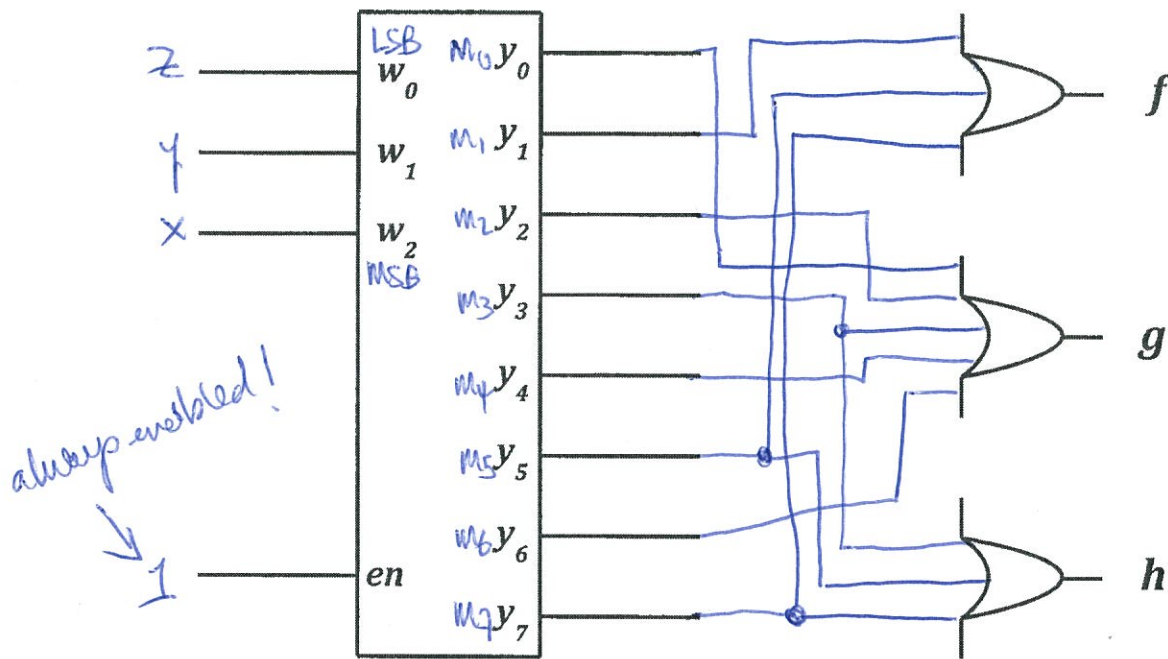 LSB
z w₀
y w₁
x w₂
MSB
always enabled!
1 en
m₀ y₀
m₁ y₁
m₂ y₂
m₃ y₃
m₄ y₄
m₅ y₅
m₆ y₆
m₇ y₇
f
g
h